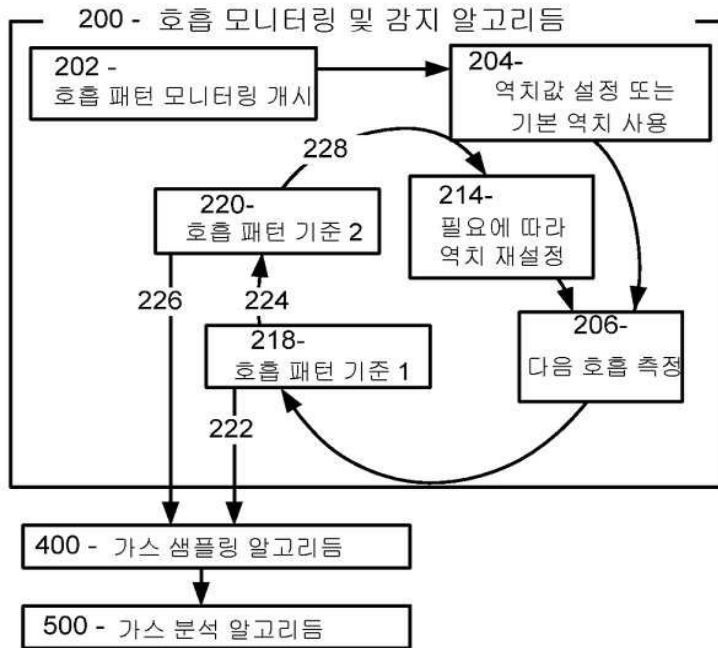 200 - 호흡 모니터링 및 감지 알고리듬
202 -
호흡 패턴 모니터링 개시
204-
역치값 설정 또는
기본 역치 사용
228
220-
호흡 패턴 기준 2
214-
필요에 따라
역치 재설정
226
224
218-
호흡 패턴 기준 1
206-
다음 호흡 측정
222
400 - 가스 샘플링 알고리듬
500 - 가스 분석 알고리듬